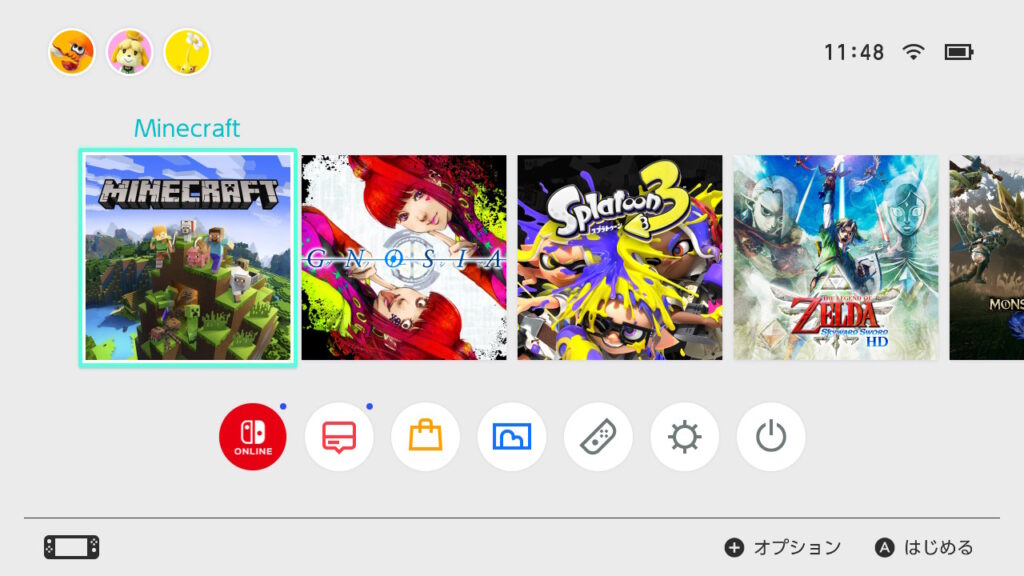 11:48
Minecraft
MINECRAFT
GNOSIA
Splatoon 3
スプラトゥーン3
THE LEGEND OF
ZELDA
SKYWARD SWORD
HD
MONS
ONLINE
オプション
A はじめる